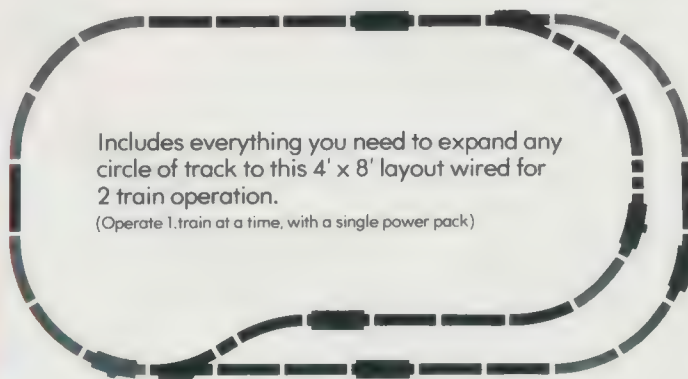 Includes everything you need to expand any
circle of track to this 4' x 8' layout wired for
2 train operation.
(Operate 1.train at a time, with a single power pack)